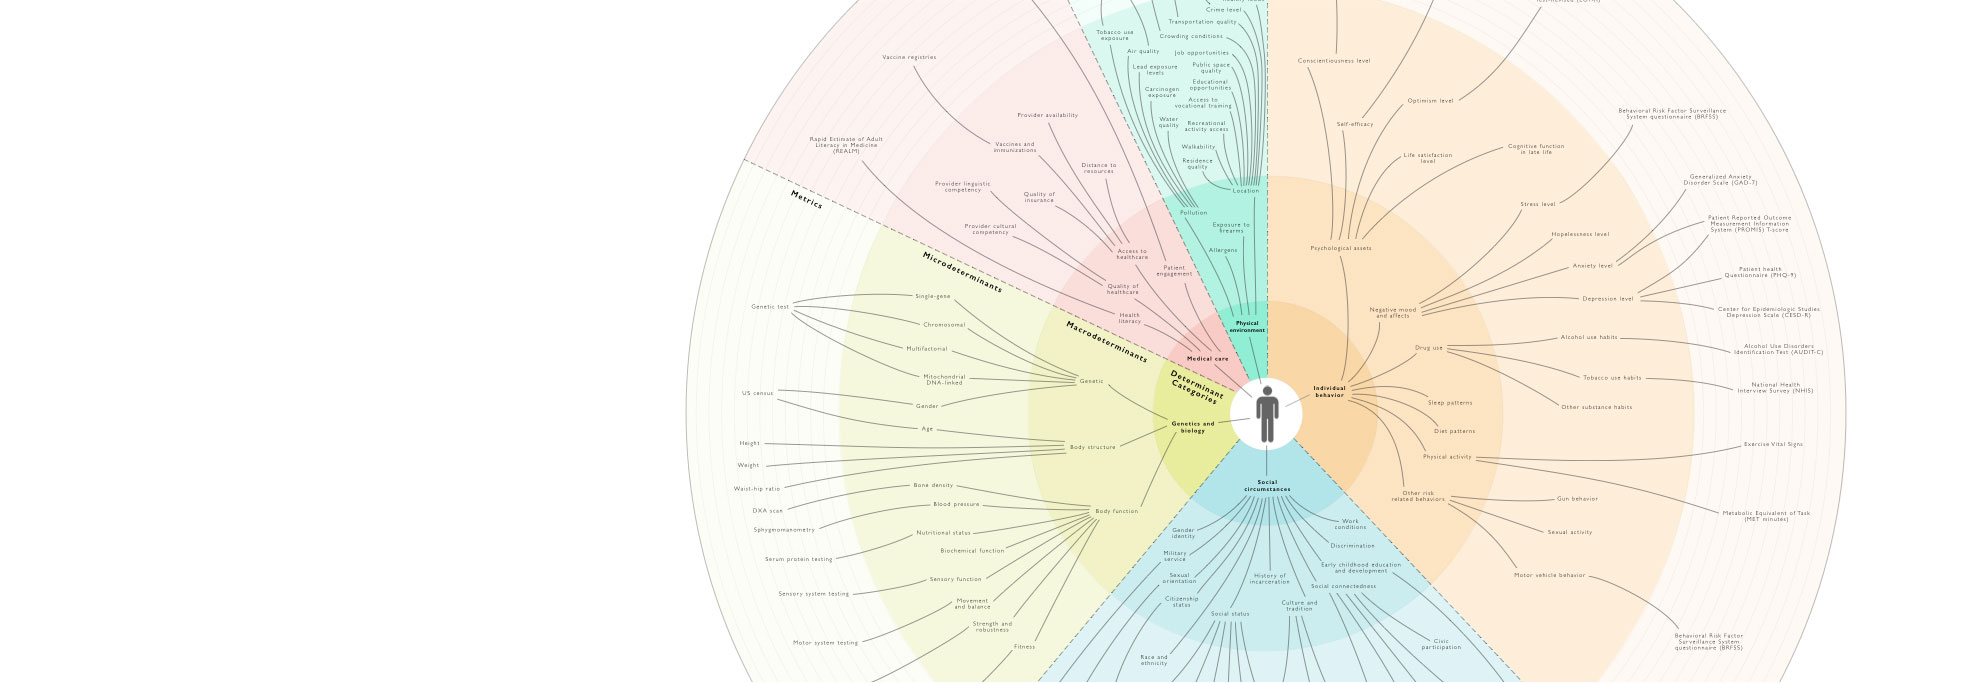 Crime level
Transportation quality
Crowding conditions
Tobacco use
exposure
Air quality
Job opportunities
Lead exposure
levels
Public space
quality
Carcinogen
exposure
Educational
opportunities
Access to
vocational training
Water
quality
Recreational
activity access
Walkability
Residence
quality
Location
Pollution
Exposure to
firearms
Allergens
Physical
environment
Vaccine registries
Rapid Estimate of Adult
Literacy in Medicine
(REALM)
Provider availability
Vaccines and
immunizations
Distance to
resources
Provider linguistic
competency
Quality of
insurance
Provider cultural
competency
Access to
healthcare
Patient
engagement
Quality of
healthcare
Health
literacy
Medical care
Metrics
Microdeterminants
Macrodeterminants
Determinant
Categories
Genetic test
Single-gene
Chromosomal
Multifactorial
Mitochondrial
DNA-linked
Genetic
US census
Gender
Age
Genetics and
biology
Height
Weight
Waist-hip ratio
Body structure
DXA scan
Bone density
Blood pressure
Sphygmomanometry
Body function
Nutritional status
Serum protein testing
Biochemical function
Sensory function
Sensory system testing
Movement
and balance
Strength and
robustness
Motor system testing
Fitness
Conscientiousness level
Optimism level
Self-efficacy
Life satisfaction
level
Cognitive function
in late life
Behavioral Risk Factor Surveillance
System questionnaire (BRFSS)
Psychological assets
Stress level
Generalized Anxiety
Disorder Scale (GAD-7)
Hopelessness level
Patient Reported Outcome
Measurement Information
System (PROMIS) T-score
Anxiety level
Patient health
Questionnaire (PHQ-9)
Depression level
Negative mood
and affects
Center for Epidemiologic Studies
Depression Scale (CESD-R)
Drug use
Alcohol use habits
Alcohol Use Disorders
Identification Test (AUDIT-C)
Tobacco use habits
National Health
Interview Survey (NHIS)
Individual
behavior
Sleep patterns
Other substance habits
Diet patterns
Physical activity
Exercise Vital Signs
Other risk
related behaviors
Gun behavior
Metabolic Equivalent of Task
(MET minutes)
Sexual activity
Motor vehicle behavior
Behavioral Risk Factor
Surveillance System
questionnaire (BRFSS)
Social
circumstances
Work
conditions
Gender
identity
Discrimination
Military
service
Early childhood education
and development
Sexual
orientation
History of
incarceration
Social connectedness
Citizenship
status
Culture and
tradition
Social status
Civic
participation
Race and
ethnicity